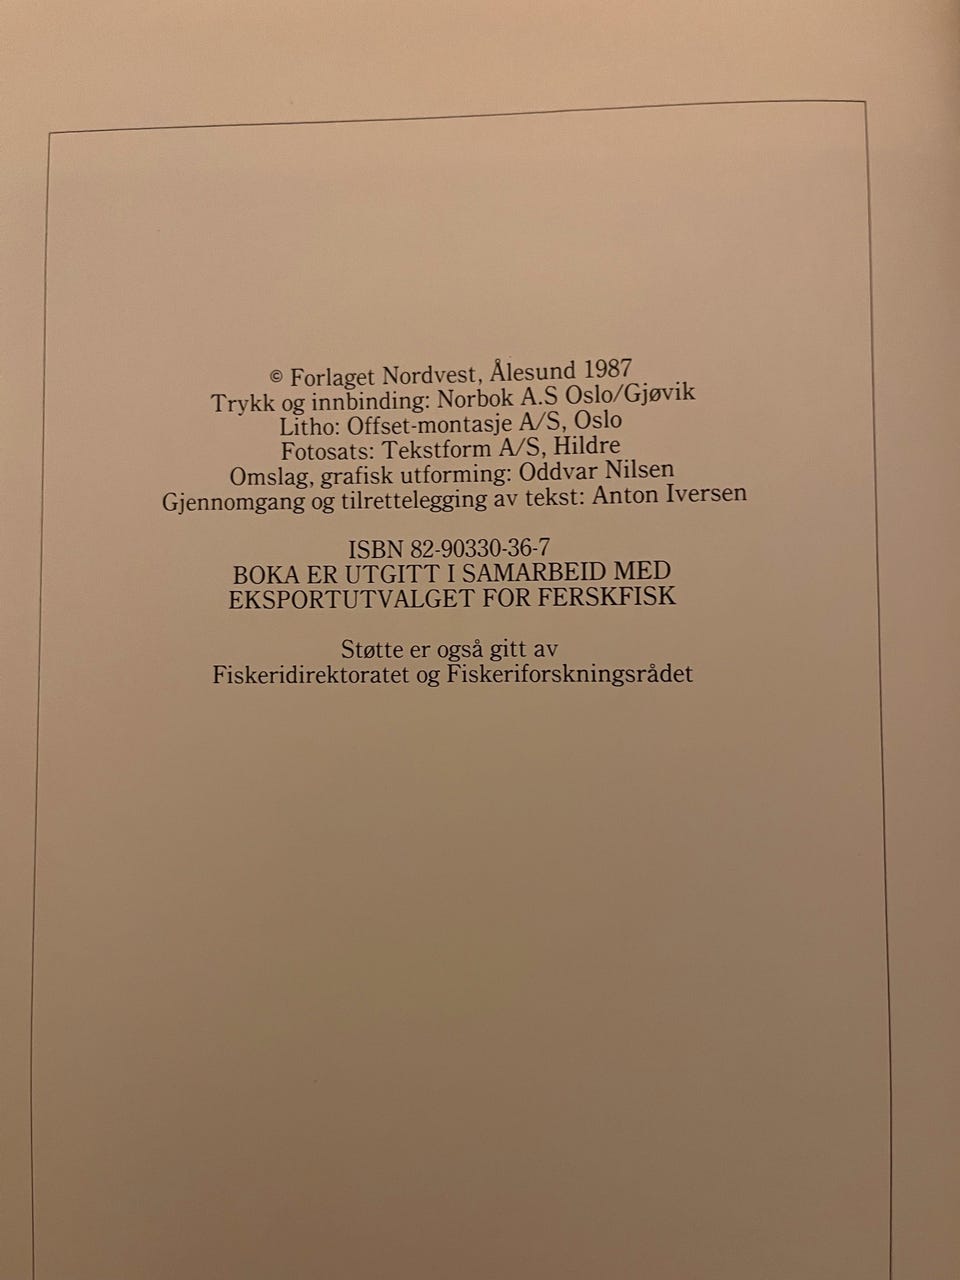 © Forlaget Nordvest, Ålesund 1987
Trykk og innbinding: Norbok A.S Oslo/Gjøvik
Litho: Offset-montasje A/S, Oslo
Fotosats: Tekstform A/S, Hildre
Omslag, grafisk utforming: Oddvar Nilsen
Gjennomgang og tilrettelegging av tekst: Anton Iversen
ISBN 82-90330-36-7
BOKA ER UTGITT I SAMARBEID MED
EKSPORTUTVALGET FOR FERSKFISK
Støtte er også gitt av
Fiskeridirektoratet og Fiskeriforskningsrådet